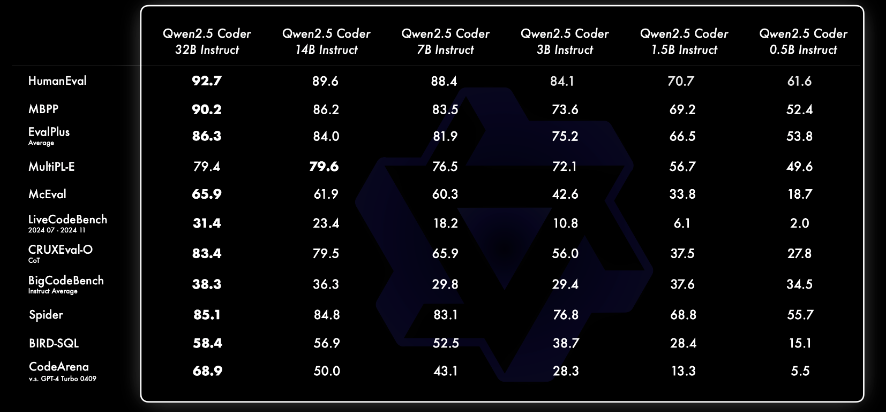 Qwen2.5 Coder Qwen2.5 Coder Qwen2.5 Coder Qwen2.5 Coder Qwen2.5 Coder Qwen2.5 Coder
32B Instruct 14B Instruct 7B Instruct 3B Instruct 1.5B Instruct 0.5B Instruct
HumanEval 92.7 89.6 88.4 84.1 70.7 61.6
MBPP 90.2 86.2 83.5 73.6 69.2 52.4
EvalPlus 86.3 84.0 81.9 75.2 66.5 53.8
Average
MultiPL-E 79.4 79.6 76.5 72.1 56.7 49.6
McEval 65.9 61.9 60.3 42.6 33.8 18.7
LiveCodeBench 31.4 23.4 18.2 10.8 6.1 2.0
2024 07 - 2024 11
CRUXEval-O 83.4 79.5 65.9 56.0 37.5 27.8
CoT
BigCodeBench 38.3 36.3 29.8 29.4 37.6 34.5
Instruct Average
Spider 85.1 84.8 83.1 76.8 68.8 55.7
BIRD-SQL 58.4 56.9 52.5 38.7 28.4 15.1
CodeArena 68.9 50.0 43.1 28.3 13.3 5.5
v.s. GPT-4 Turbo 0409